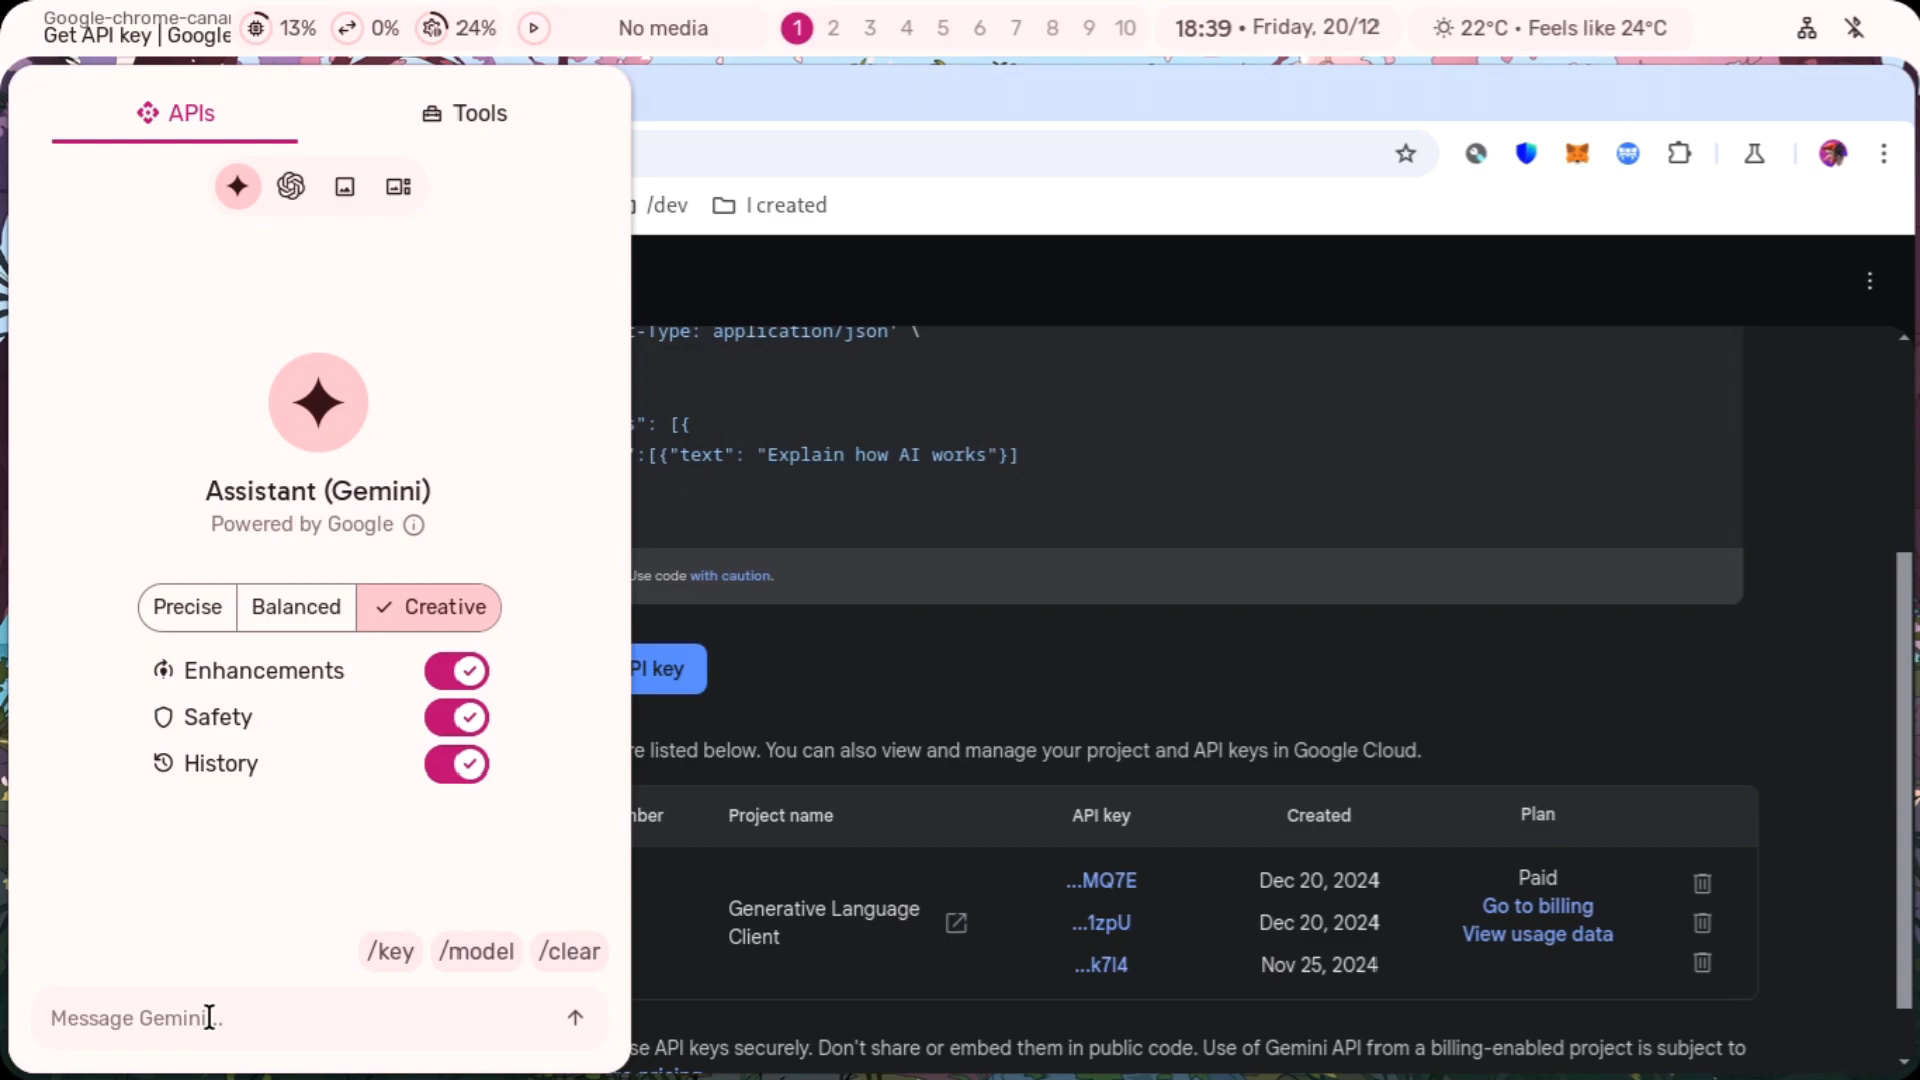 Google-chrome-canar
Get API key | Google
13%
0%
24%
No media
1 2 3 4 5 6 7 8 9 10
18:39 • Friday, 20/12
22°C • Feels like 24°C
APIs
Tools
Assistant (Gemini)
Powered by Google
Precise
Balanced
Creative
Enhancements
Safety
History
/key
/model
/clear
Message Gemini...
/dev
I created
t-Type: application/json' \
s": [{
":[{"text": "Explain how AI works"}]
Use code with caution.
PI key
re listed below. You can also view and manage your project and API keys in Google Cloud.
mber
Project name
API key
Created
Plan
Generative Language
Client
...MQ7E
...1zpU
...k7I4
Dec 20, 2024
Dec 20, 2024
Nov 25, 2024
Paid
Go to billing
View usage data
se API keys securely. Don't share or embed them in public code. Use of Gemini API from a billing-enabled project is subject to